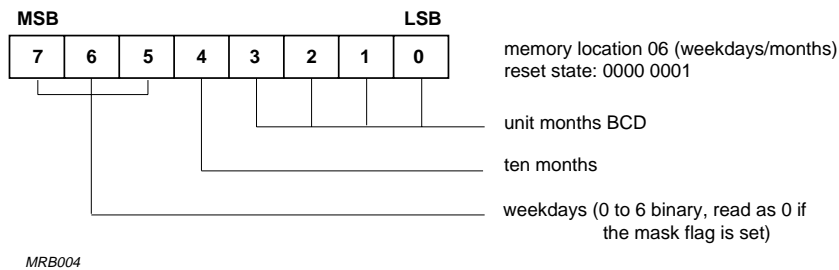 MSB LSB
7 6 5 4 3 2 1 0
memory location 06 (weekdays/months)
reset state: 0000 0001
unit months BCD
ten months
weekdays (0 to 6 binary, read as 0 if
the mask flag is set)
MRB004